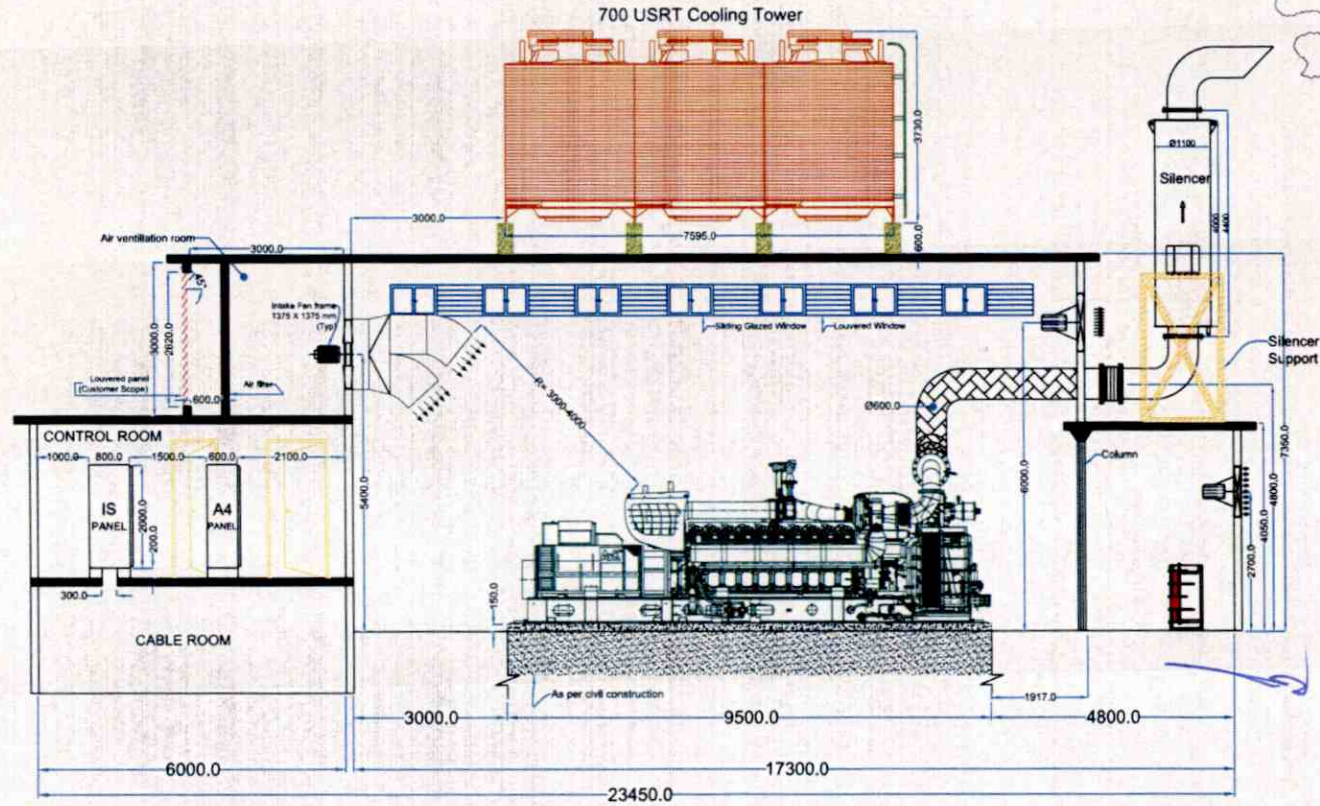 700 USRT Cooling Tower
3730.0
Ø1100
Silencer
4000
4400
3000.0
7595.0
600.0
Air ventillation room
3000.0
45°
Intake Fan frame
1375 X 1375 mm
(Typ)
Sliding Glazed Window
Louvered Window
3000.0
2620.0
Louvered panel
(Customer Scope)
Air filter
600.0
R= 3000-4000
Ø600.0
Silencer
Support
CONTROL ROOM
1000.0
800.0
1500.0
600.0
2100.0
IS
PANEL
2000.0
200.0
A4
PANEL
5400.0
6000.0
Column
7350.0
4800.0
4050.0
2700.0
300.0
150.0
CABLE ROOM
As per civil construction
1917.0
3000.0
9500.0
4800.0
6000.0
17300.0
23450.0